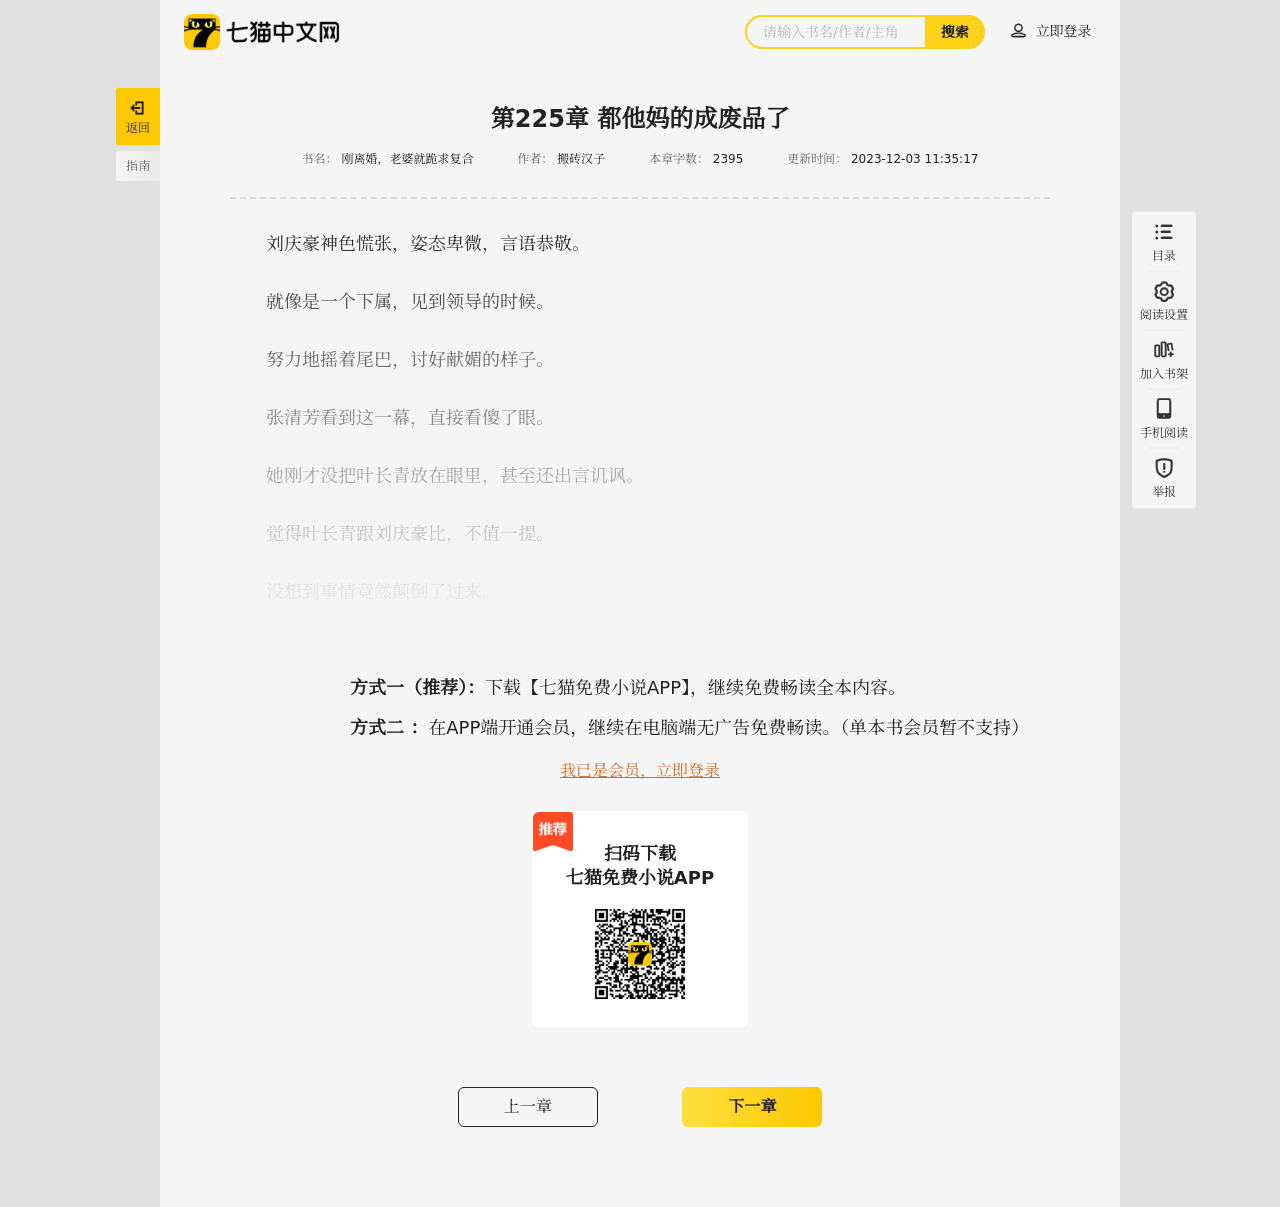 七猫中文网
请输入书名/作者/主角
搜索
立即登录
返回
指南
第225章 都他妈的成废品了
书名： 刚离婚，老婆就跪求复合 作者： 搬砖汉子 本章字数： 2395 更新时间： 2023-12-03 11:35:17
刘庆豪神色慌张，姿态卑微，言语恭敬。
就像是一个下属，见到领导的时候。
努力地摇着尾巴，讨好献媚的样子。
张清芳看到这一幕，直接看傻了眼。
她刚才没把叶长青放在眼里，甚至还出言讥讽。
觉得叶长青跟刘庆豪比，不值一提。
没想到事情竟然颠倒了过来。
目录
阅读设置
加入书架
手机阅读
举报
方式一（推荐）：下载【七猫免费小说APP】，继续免费畅读全本内容。
方式二 ：在APP端开通会员，继续在电脑端无广告免费畅读。（单本书会员暂不支持）
我已是会员，立即登录
推荐
扫码下载
七猫免费小说APP
上一章
下一章